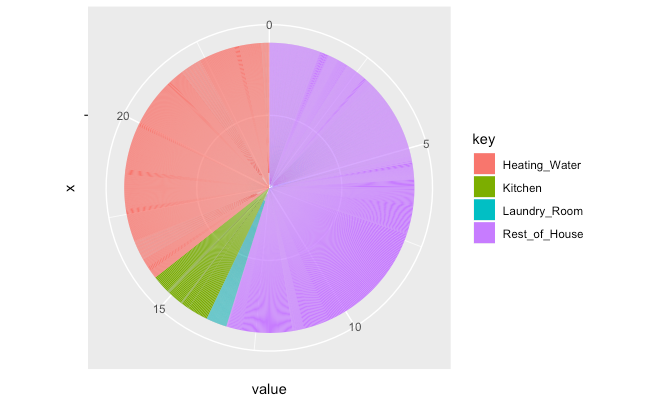 0
5
10
15
20
x
value
key
Heating_Water
Kitchen
Laundry_Room
Rest_of_House